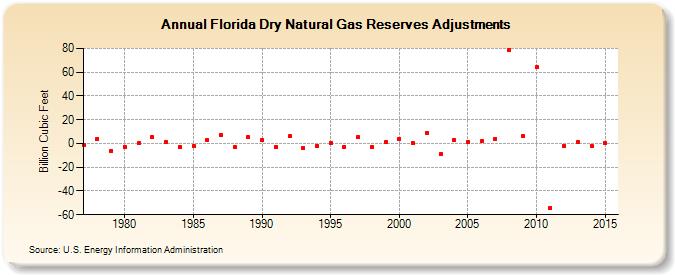 Annual Florida Dry Natural Gas Reserves Adjustments
Billion Cubic Feet
80
60
40
20
0
-20
-40
-60
1980 1985 1990 1995 2000 2005 2010 2015
Source: U.S. Energy Information Administration